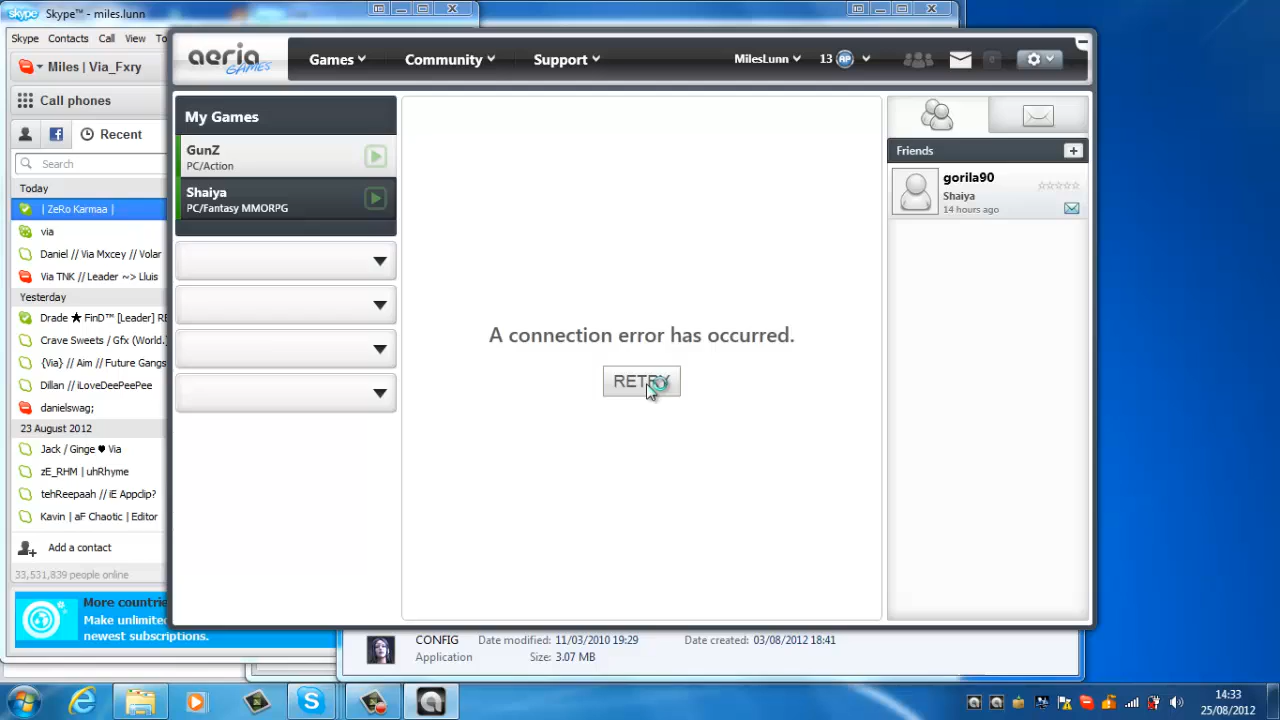 Skype™ - miles.lunn
Skype Contacts Call View
Miles | Via_Fxry
Call phones
Recent
Search
Today
| ZeRo Karmaa |
via
Daniel // Via Mxcey // Volar
Via TNK // Leader ~> Lluis
Yesterday
Drade ★ FinD™ [Leader] RE
Crave Sweets / Gfx (World.
{Via} // Aim // Future Gangs
Dillan // iLoveDeePeePee
danielswag;
23 August 2012
Jack / Ginge ♥ Via
zE_RHM | uhRhyme
tehReepaah // iE Appclip?
Kavin | aF Chaotic | Editor
Add a contact
33,531,839 people online
More countrie
Make unlimited
newest subscriptions.
aeria GAMES
Games Community Support MilesLunn 13 AP
My Games
GunZ
PC/Action
Shaiya
PC/Fantasy MMORPG
A connection error has occurred.
RETRY
Friends
gorila90
Shaiya
14 hours ago
CONFIG Date modified: 11/03/2010 19:29 Date created: 03/08/2012 18:41
Application Size: 3.07 MB
14:33
25/08/2012